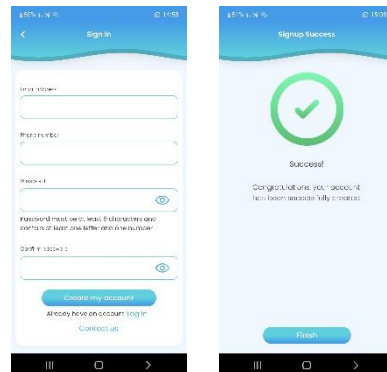 Sign In
Email address
Phone number
Password
Password must be at least 8 characters and
contain at least one letter and one number
Confirm password
Create my account
Already have an account Log in
Contact us
Signup Success
Success!
Congratulations, your account
has been successfully created.
Finish